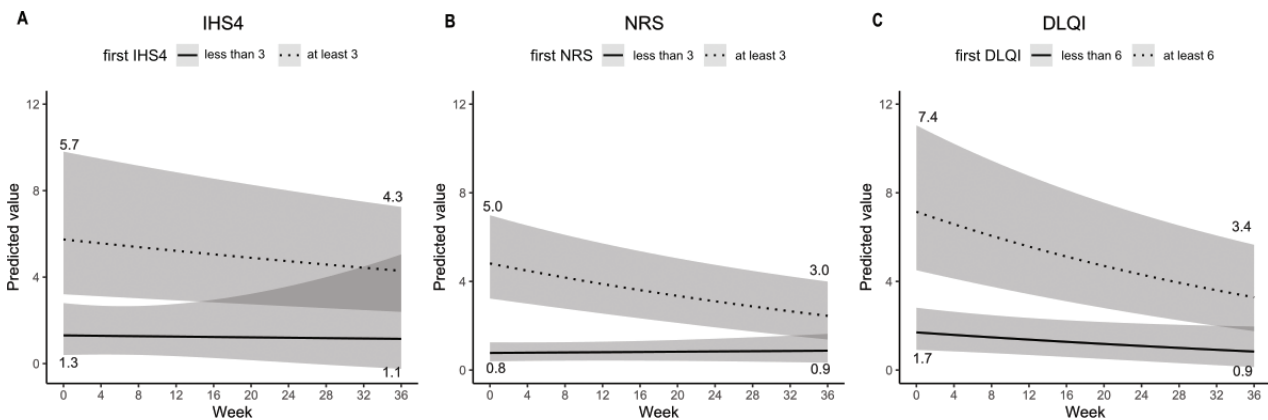 A
IHS4
first IHS4 less than 3 at least 3
Predicted value
12
8
4
0
5.7
4.3
1.3
1.1
0 4 8 12 16 20 24 28 32 36
Week
B
NRS
first NRS less than 3 at least 3
Predicted value
12
8
4
0
5.0
3.0
0.8
0.9
0 4 8 12 16 20 24 28 32 36
Week
C
DLQI
first DLQI less than 6 at least 6
Predicted value
12
8
4
0
7.4
3.4
1.7
0.9
0 4 8 12 16 20 24 28 32 36
Week